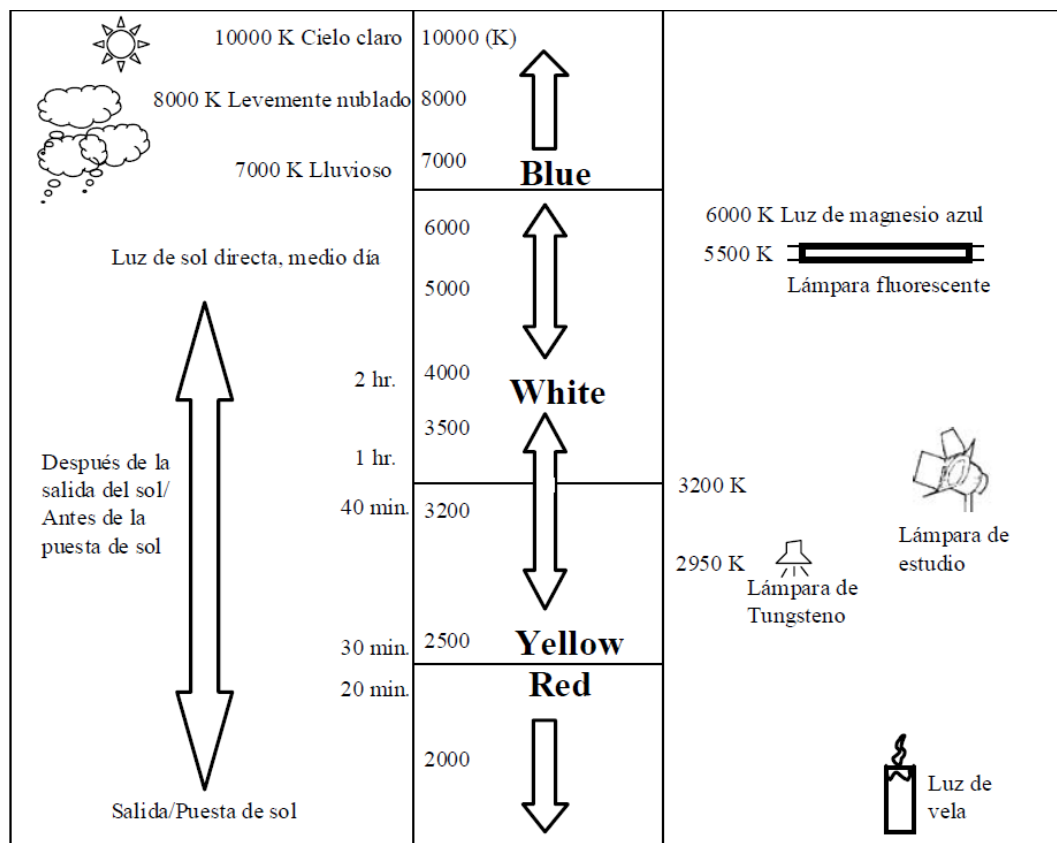 10000 K Cielo claro
8000 K Levemente nublado
7000 K Lluvioso
Luz de sol directa, medio día
2 hr.
1 hr.
40 min.
30 min.
20 min.
Después de la
salida del sol/
Antes de la
puesta de sol
Salida/Puesta de sol
10000 (K)
8000
7000
Blue
6000
5000
4000
White
3500
3200
2500
Yellow
Red
2000
6000 K Luz de magnesio azul
5500 K
Lámpara fluorescente
3200 K
Lámpara de
estudio
2950 K
Lámpara de
Tungsteno
Luz de
vela